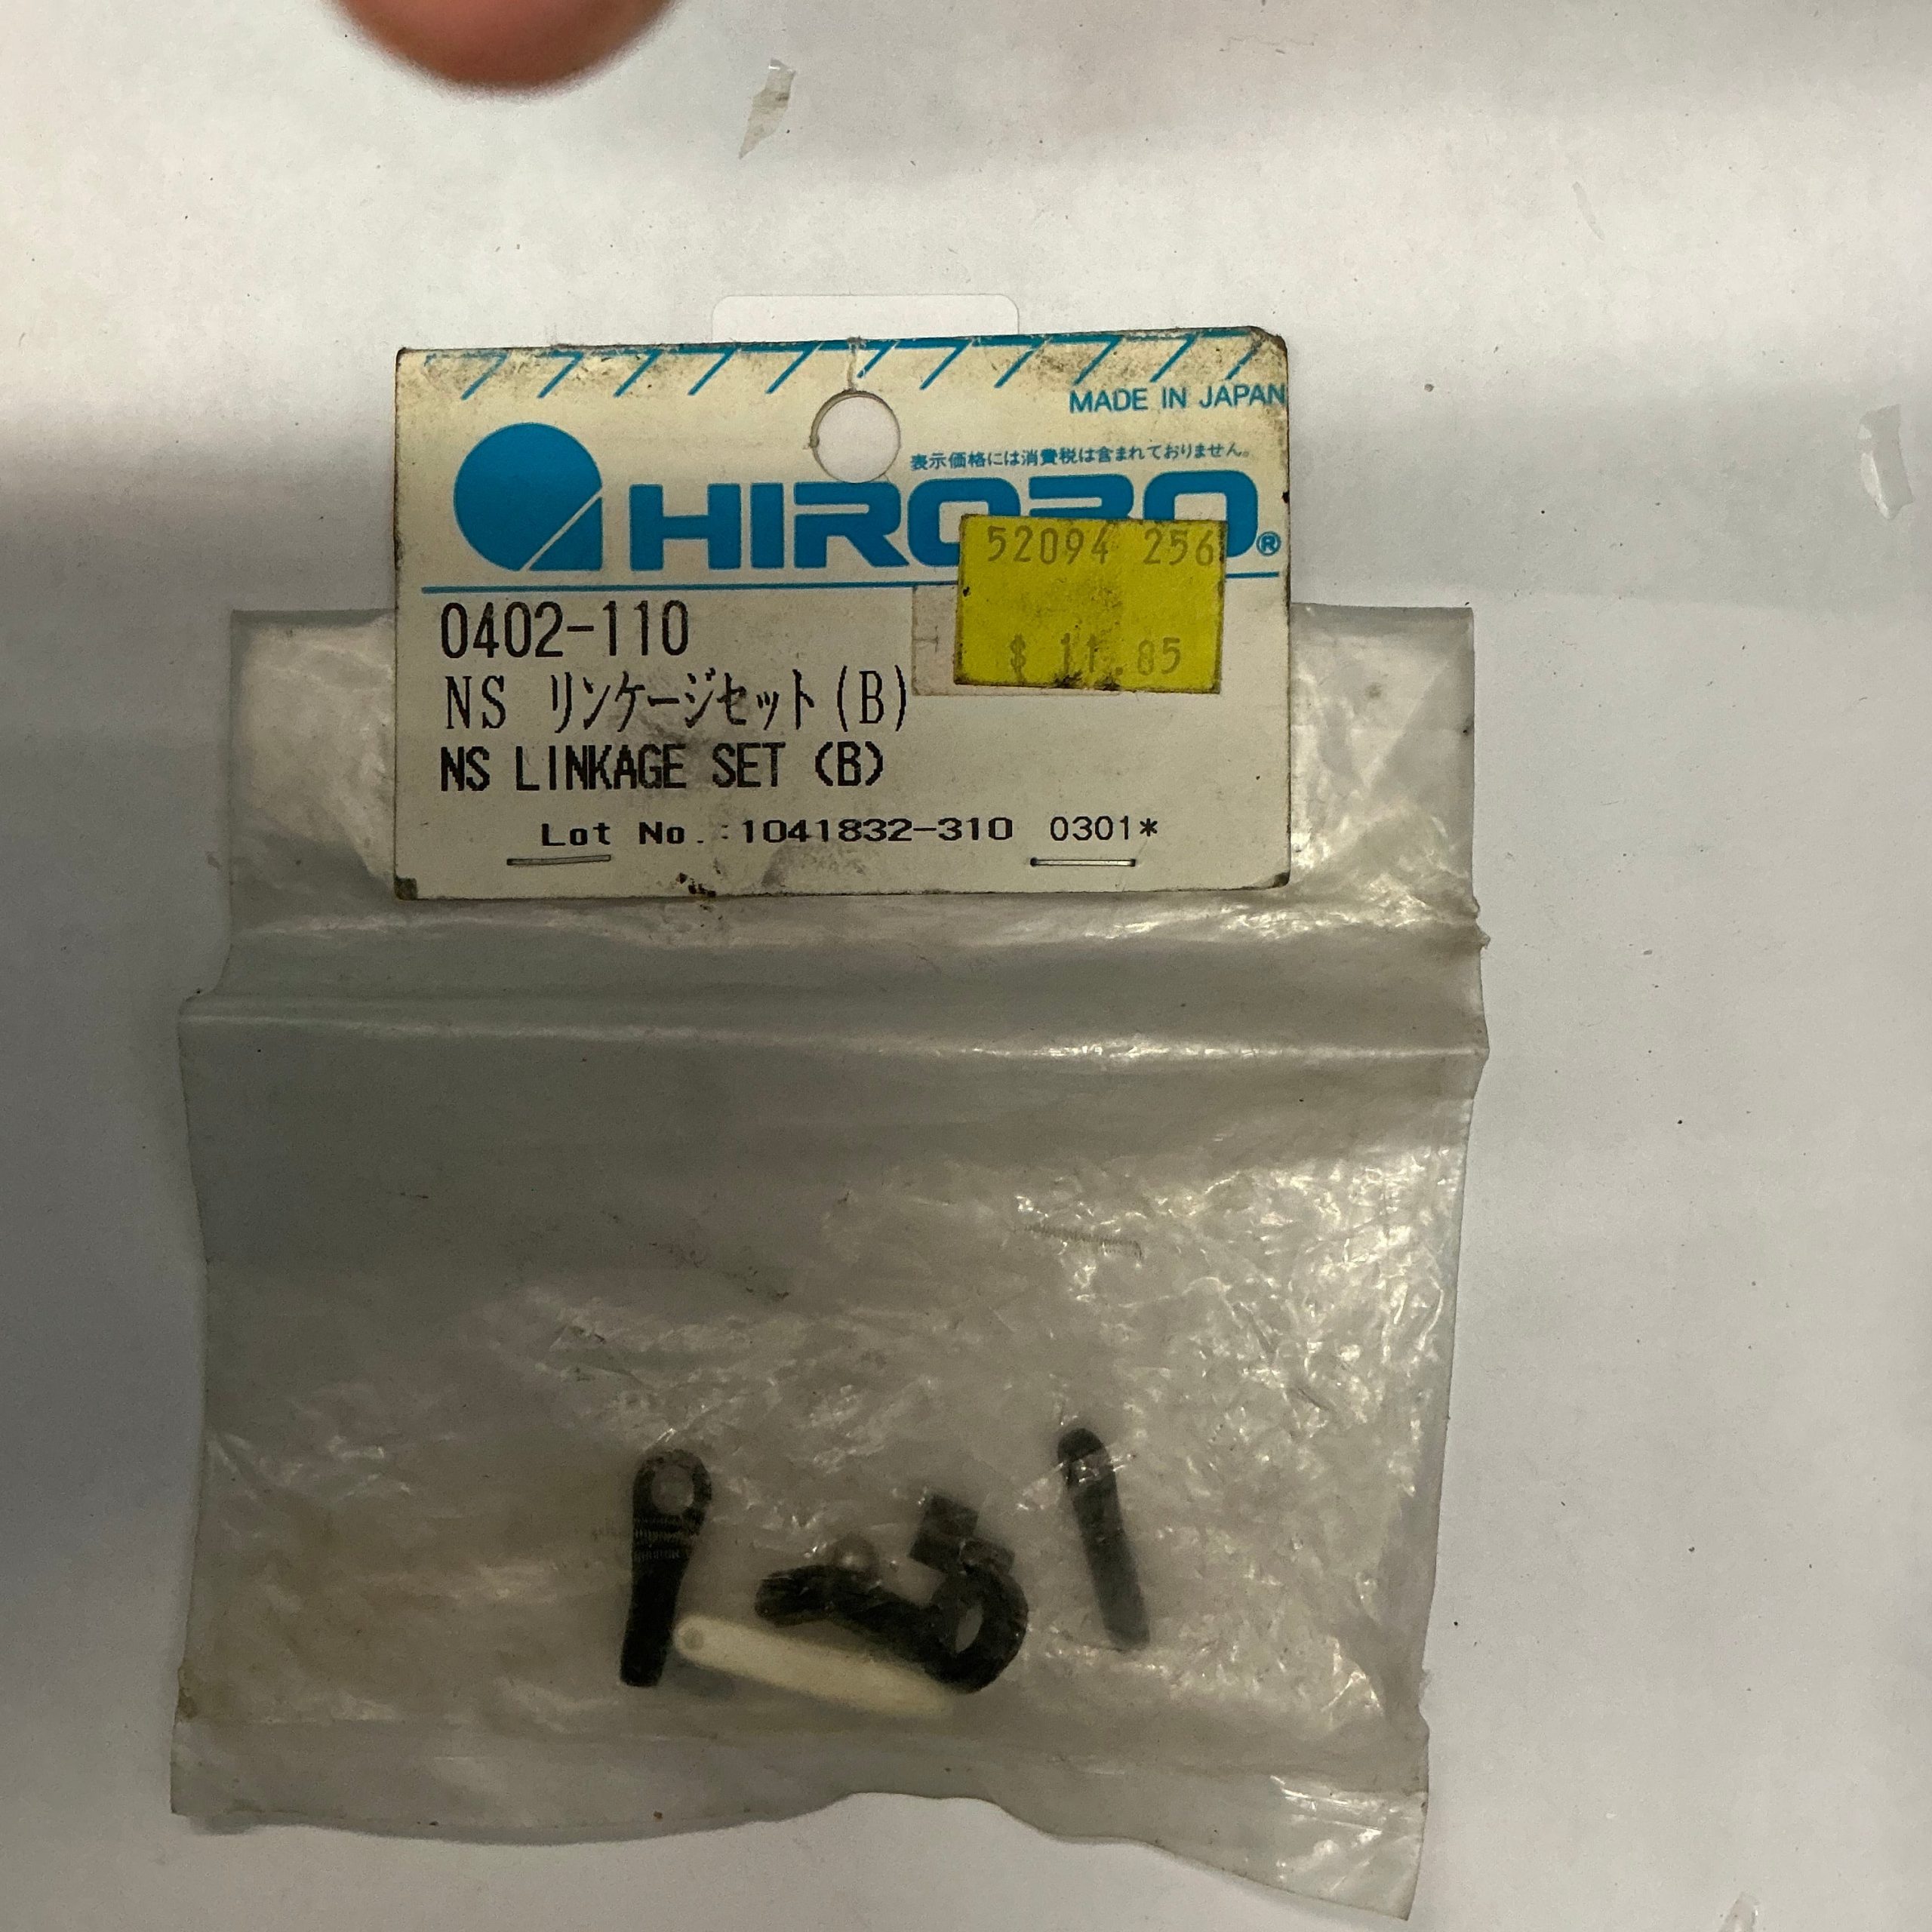 MADE IN JAPAN
表示価格には消費税は含まれておりません。
HIROBO®
52094 256
$ 11.85
0402-110
NS リンケージセット(B)
NS LINKAGE SET (B)
Lot No.:1041832-310 0301*